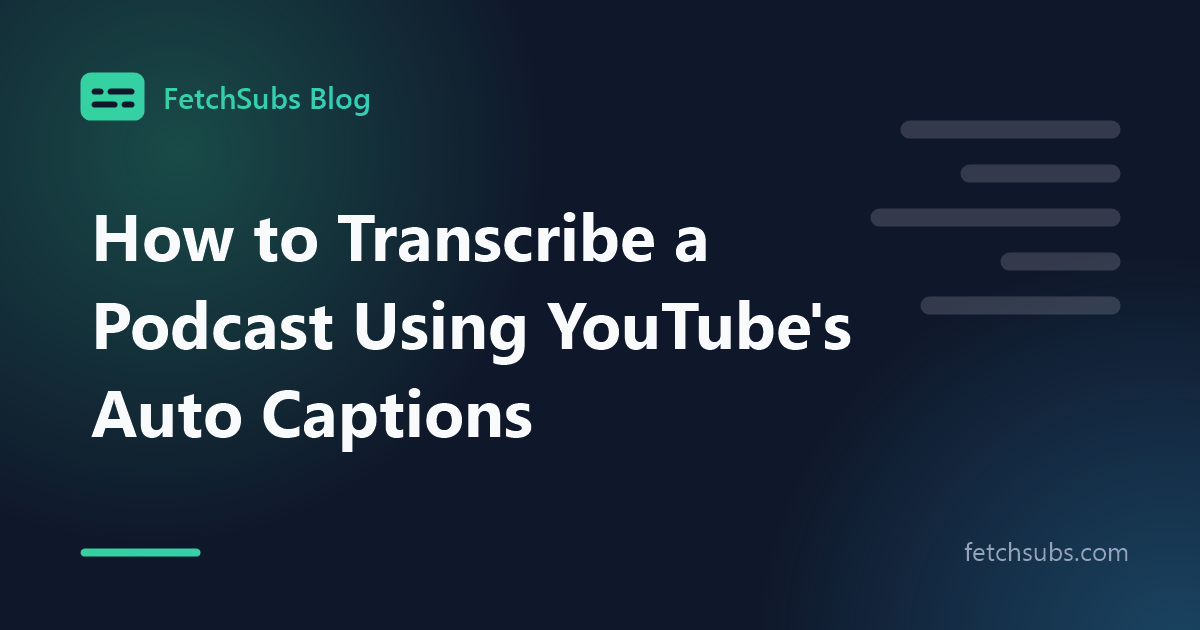 FetchSubs Blog
How to Transcribe a
Podcast Using YouTube's
Auto Captions
fetchsubs.com